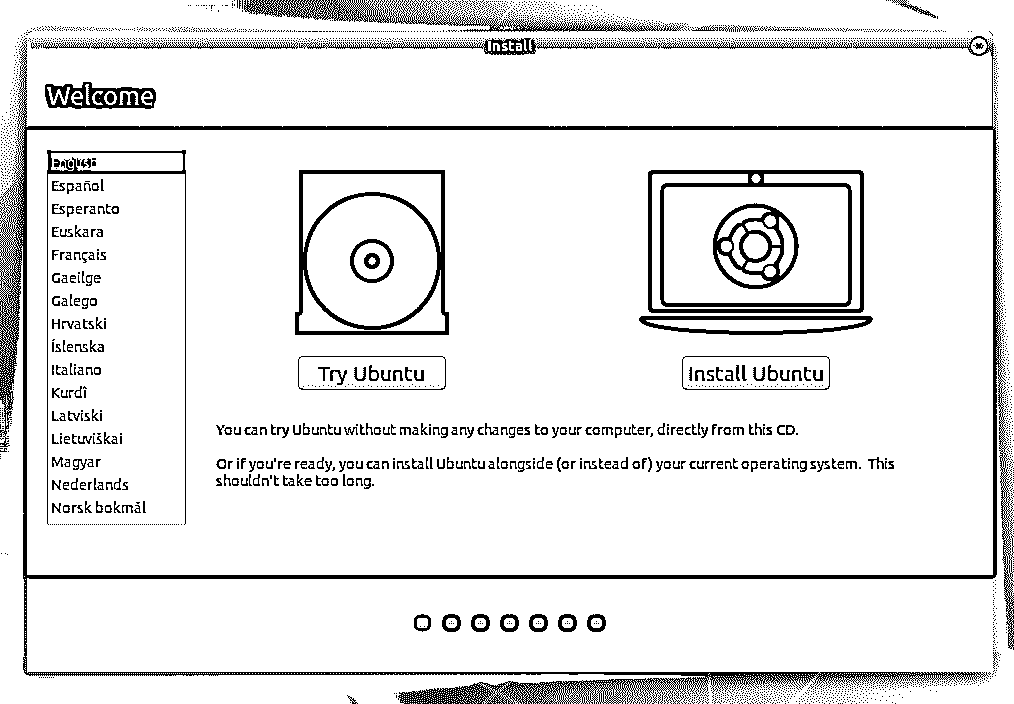 Install
Welcome
English
Español
Esperanto
Euskara
Français
Gaeilge
Galego
Hrvatski
Íslenska
Italiano
Kurdî
Latviski
Lietuviškai
Magyar
Nederlands
Norsk bokmål
Try Ubuntu
Install Ubuntu
You can try Ubuntu without making any changes to your computer, directly from this CD.
Or if you're ready, you can install Ubuntu alongside (or instead of) your current operating system. This
shouldn't take too long.